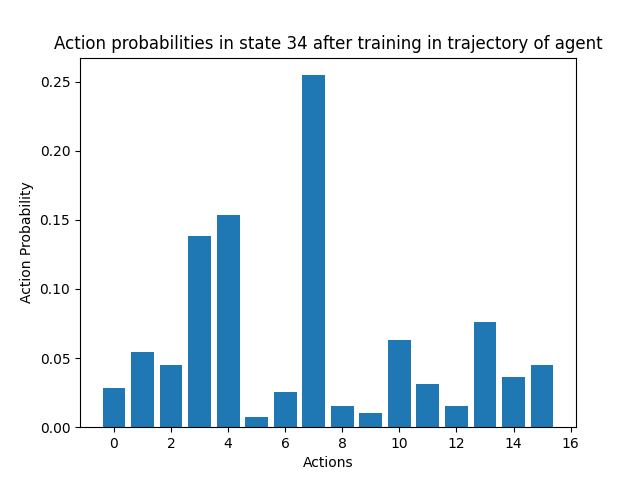 Action probabilities in state 34 after training in trajectory of agent
0.25
0.20
0.15
0.10
0.05
0.00
Action Probability
0 2 4 6 8 10 12 14 16
Actions